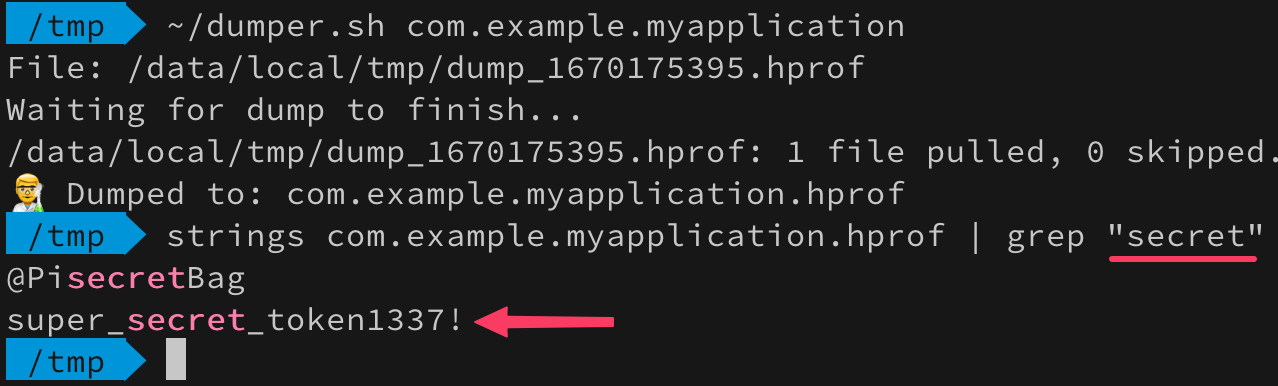 /tmp ~/dumper.sh com.example.myapplication
File: /data/local/tmp/dump_1670175395.hprof
Waiting for dump to finish...
/data/local/tmp/dump_1670175395.hprof: 1 file pulled, 0 skipped.
👨‍🔬 Dumped to: com.example.myapplication.hprof
/tmp strings com.example.myapplication.hprof | grep "secret"
@PisecretBag
super_secret_token1337!
/tmp